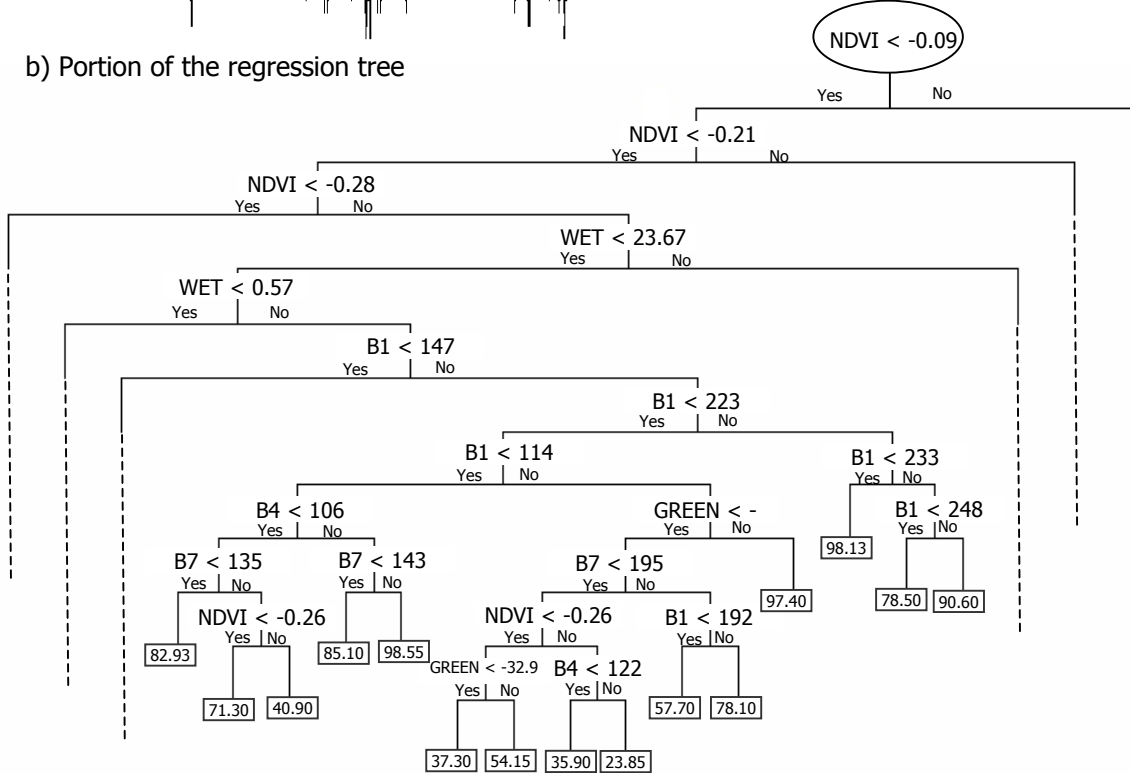 NDVI < -0.09
b) Portion of the regression tree
Yes No
NDVI < -0.21
Yes No
NDVI < -0.28
Yes No
WET < 23.67
Yes No
WET < 0.57
Yes No
B1 < 147
Yes No
B1 < 223
Yes No
B1 < 114 B1 < 233
Yes No Yes No
B4 < 106 GREEN < - B1 < 248
Yes No Yes No Yes No
98.13
B7 < 135 B7 < 143 B7 < 195
Yes No Yes No Yes No
97.40 78.50 90.60
NDVI < -0.26 NDVI < -0.26 B1 < 192
Yes No Yes No Yes No
82.93 85.10 98.55
GREEN < -32.9 B4 < 122
Yes No Yes No
71.30 40.90 57.70 78.10
37.30 54.15 35.90 23.85